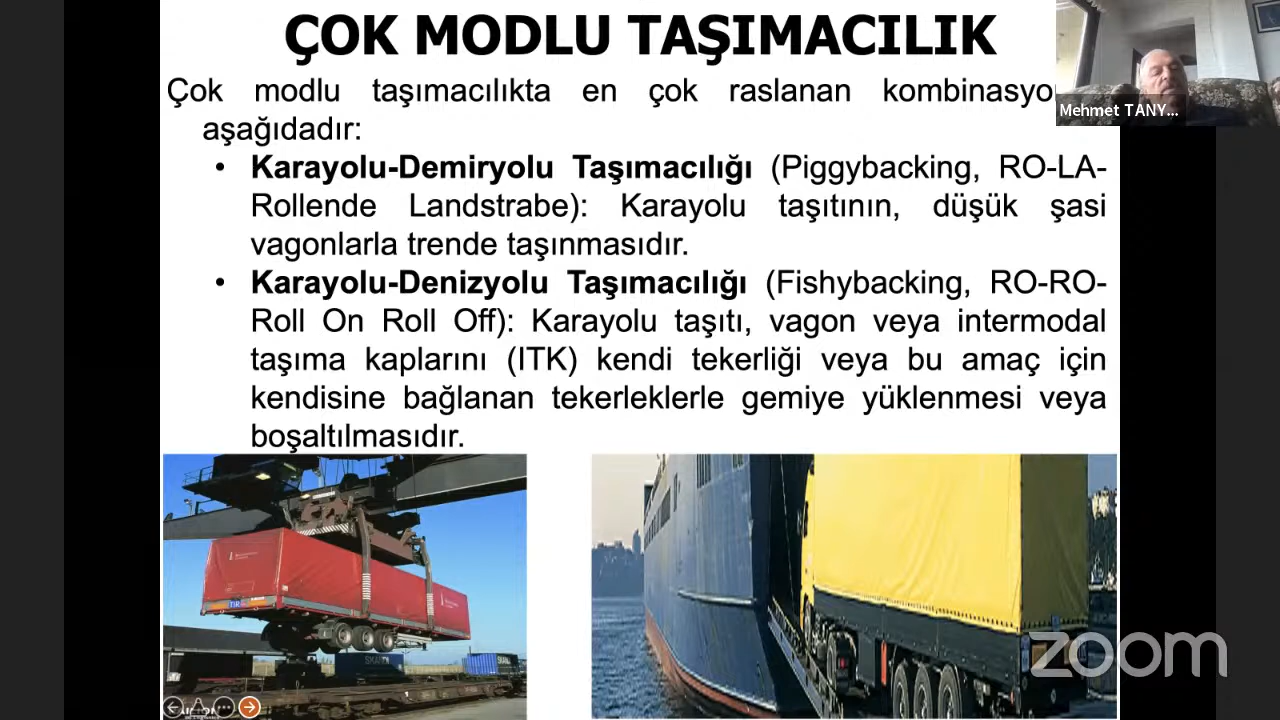 ÇOK MODLU TAŞIMACILIK
Çok modlu taşımacılıkta en çok raslanan kombinasyo
aşağıdadır:
• Karayolu-Demiryolu Taşımacılığı (Piggybacking, RO-LA-
Rollende Landstrabe): Karayolu taşıtının, düşük şasi
vagonlarla trende taşınmasıdır.
• Karayolu-Denizyolu Taşımacılığı (Fishybacking, RO-RO-
Roll On Roll Off): Karayolu taşıtı, vagon veya intermodal
taşıma kaplarını (ITK) kendi tekerliği veya bu amaç için
kendisine bağlanan tekerleklerle gemiye yüklenmesi veya
boşaltılmasıdır.
Mehmet TANY...
TIR
zoom